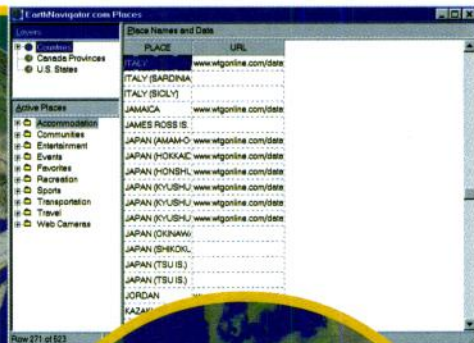 EarthNavigator.com Places
Layers
Countries
Canada Provinces
U.S. States
Active Places
Accommodation
Communities
Entertainment
Events
Favorites
Recreation
Sports
Transportation
Travel
Web Cameras
Place Names and Data
PLACE URL
ITALY www.wtgonline.com/data
ITALY (SARDINIA)
ITALY (SICILY)
JAMAICA www.wtgonline.com/data
JAMES ROSS IS.
JAPAN (AMAM-O www.wtgonline.com/data
JAPAN (HOKKAID www.wtgonline.com/data
JAPAN (HONSHU www.wtgonline.com/data
JAPAN (KYUSHU www.wtgonline.com/data
JAPAN (KYUSHU www.wtgonline.com/data
JAPAN (KYUSHU www.wtgonline.com/data
JAPAN (OKINAWA
JAPAN (SHIKOKU
JAPAN (TSU IS.)
JAPAN (TSU IS.)
JORDAN
Row 271 of 523